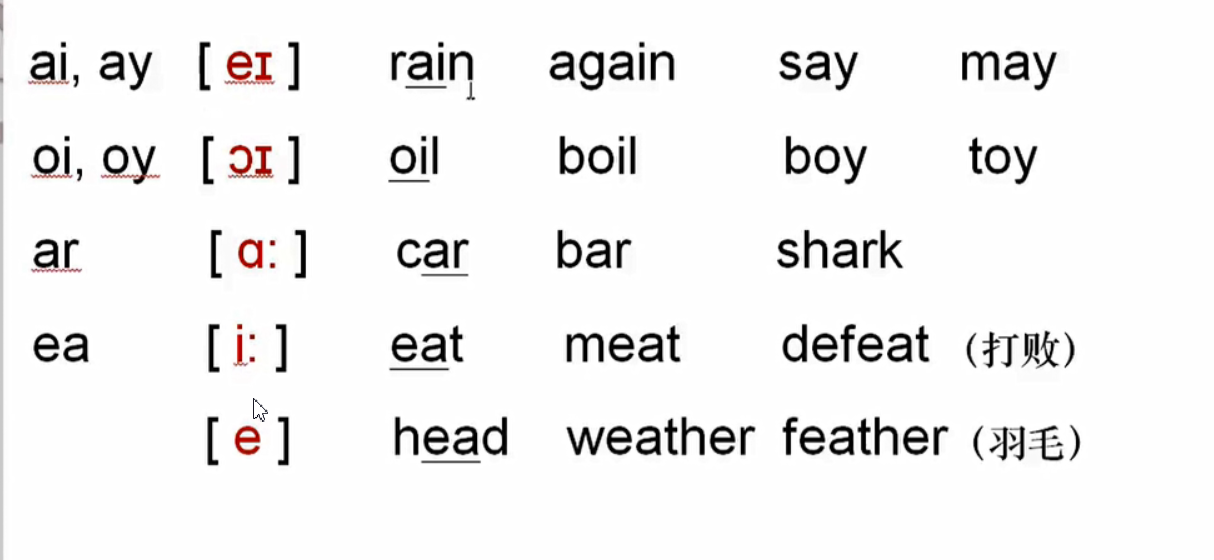 ai, ay [ eɪ ] rain again say may
oi, oy [ ɔɪ ] oil boil boy toy
ar [ ɑː ] car bar shark
ea [ iː ] eat meat defeat （打败）
[ e ] head weather feather （羽毛）